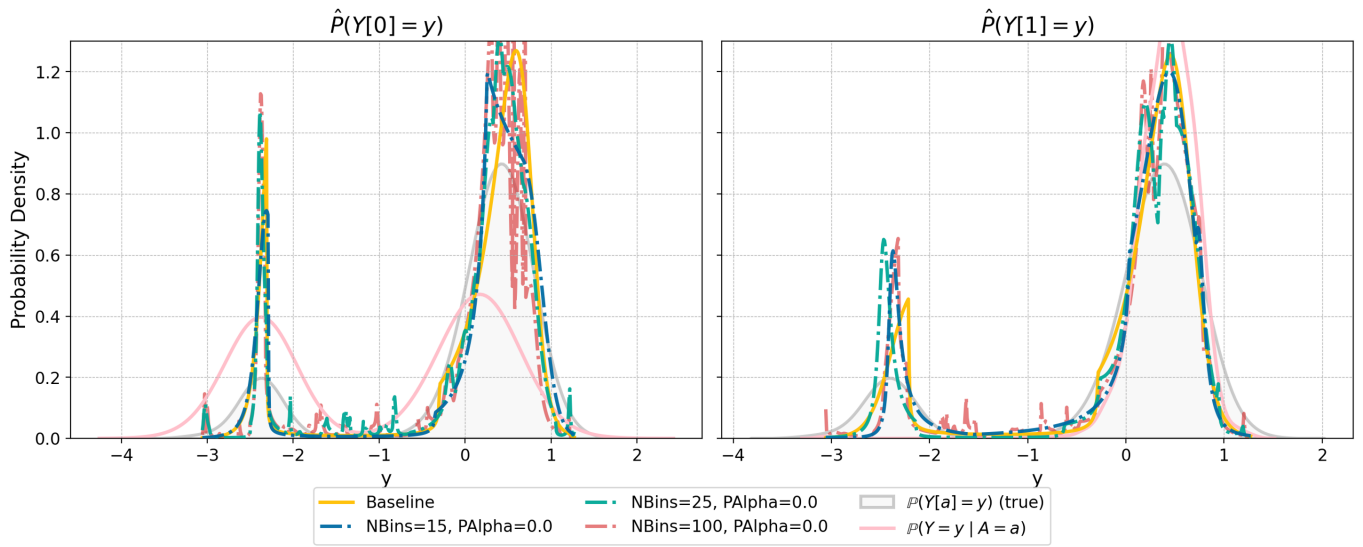 P̂(Y[0] = y)
P̂(Y[1] = y)
Probability Density
1.2
1.0
0.8
0.6
0.4
0.2
0.0
−4 −3 −2 −1 0 1 2
−4 −3 −2 −1 0 1 2
y
y
Baseline
NBins=15, PAlpha=0.0
NBins=25, PAlpha=0.0
NBins=100, PAlpha=0.0
ℙ(Y[a] = y) (true)
ℙ(Y = y | A = a)